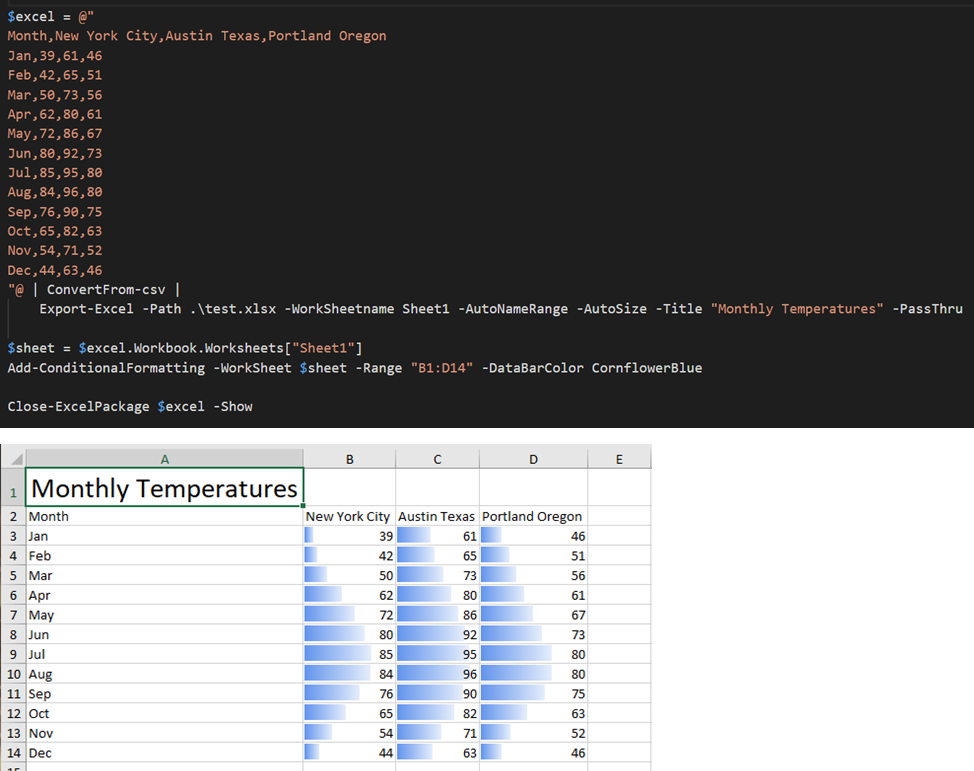 $excel = @"
Month,New York City,Austin Texas,Portland Oregon
Jan,39,61,46
Feb,42,65,51
Mar,50,73,56
Apr,62,80,61
May,72,86,67
Jun,80,92,73
Jul,85,95,80
Aug,84,96,80
Sep,76,90,75
Oct,65,82,63
Nov,54,71,52
Dec,44,63,46
"@ | ConvertFrom-csv |
Export-Excel -Path .\test.xlsx -WorkSheetname Sheet1 -AutoNameRange -AutoSize -Title "Monthly Temperatures" -PassThru
$sheet = $excel.Workbook.Worksheets["Sheet1"]
Add-ConditionalFormatting -WorkSheet $sheet -Range "B1:D14" -DataBarColor CornflowerBlue
Close-ExcelPackage $excel -Show
A B C D E
1 Monthly Temperatures
2 Month New York City Austin Texas Portland Oregon
3 Jan 39 61 46
4 Feb 42 65 51
5 Mar 50 73 56
6 Apr 62 80 61
7 May 72 86 67
8 Jun 80 92 73
9 Jul 85 95 80
10 Aug 84 96 80
11 Sep 76 90 75
12 Oct 65 82 63
13 Nov 54 71 52
14 Dec 44 63 46